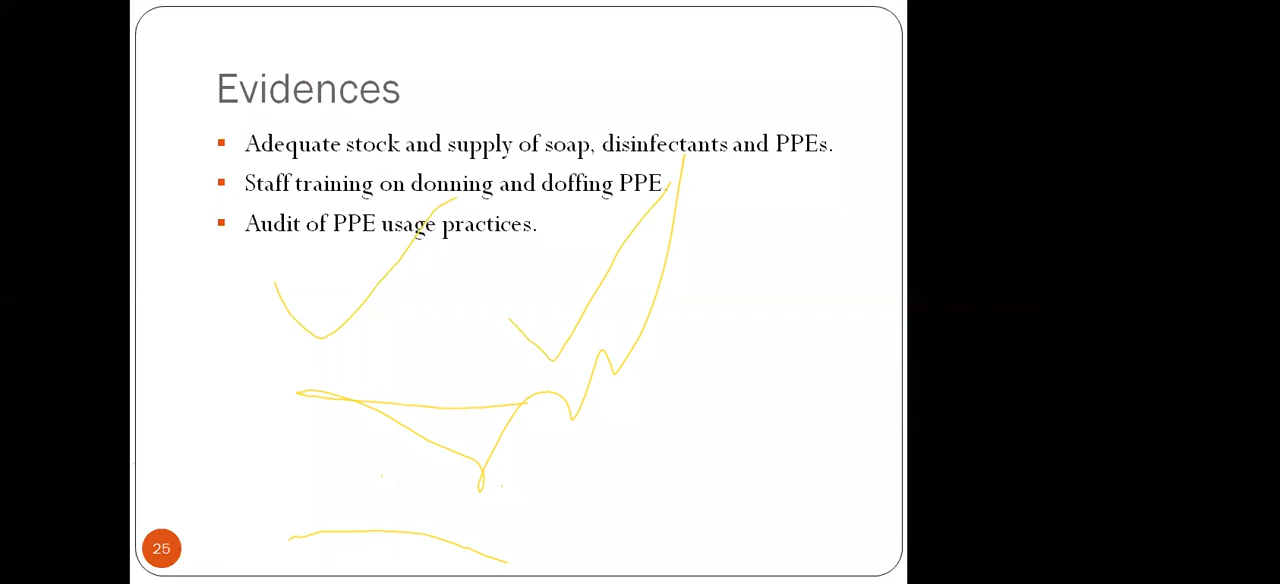 Evidences
Adequate stock and supply of soap, disinfectants and PPEs.
Staff training on donning and doffing PPE.
Audit of PPE usage practices.
25